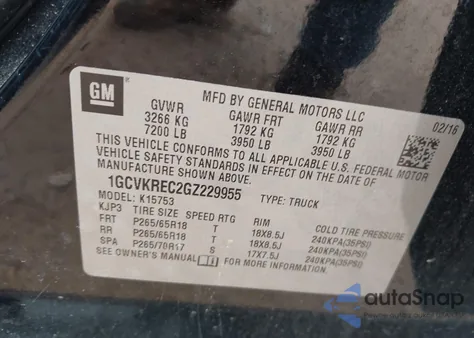 GM
MFD BY GENERAL MOTORS LLC
02/16
GVWR GAWR FRT GAWR RR
3266 KG 1792 KG 1792 KG
7200 LB 3950 LB 3950 LB
THIS VEHICLE CONFORMS TO ALL APPLICABLE U.S. FEDERAL MOTOR
VEHICLE SAFETY AND THEFT PREVENTION STANDARDS IN EFFECT ON THE DATE OF
MANUFACTURE SHOWN ABOVE.
1GCVKREC2GZ229955 TYPE: TRUCK
MODEL: K15753
KJP3 TIRE SIZE SPEED RTG RIM COLD TIRE PRESSURE
FRT P265/65R18 T 18X8.5J 240KPA(35PSI)
RR P265/65R18 T 18X8.5J 240KPA(35PSI)
SPA P265/70R17 S 17X7.5J 240KPA(35PSI)
SEE OWNER'S MANUAL FOR MORE INFORMATION.
autoSnap